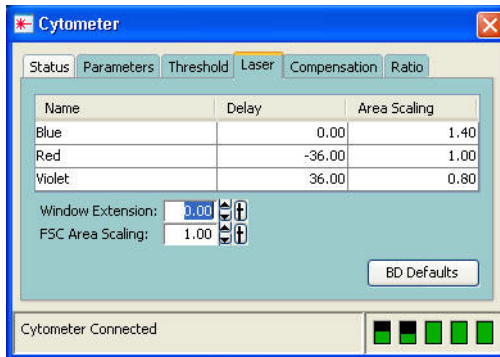 Cytometer
Status Parameters Threshold Laser Compensation Ratio
Name Delay Area Scaling
Blue 0.00 1.40
Red -36.00 1.00
Violet 36.00 0.80
Window Extension: 0.00
FSC Area Scaling: 1.00
BD Defaults
Cytometer Connected